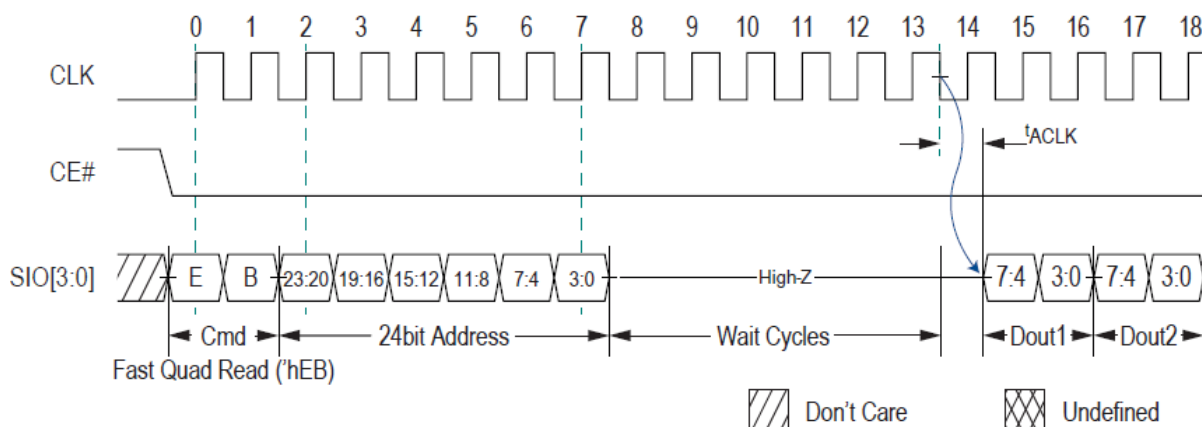 0 1 2 3 4 5 6 7 8 9 10 11 12 13 14 15 16 17 18
CLK
tACLK
CE#
SIO[3:0] E B 23:20 19:16 15:12 11:8 7:4 3:0 High-Z 7:4 3:0 7:4 3:0
Cmd 24bit Address Wait Cycles Dout1 Dout2
Fast Quad Read ('hEB)
Don't Care Undefined